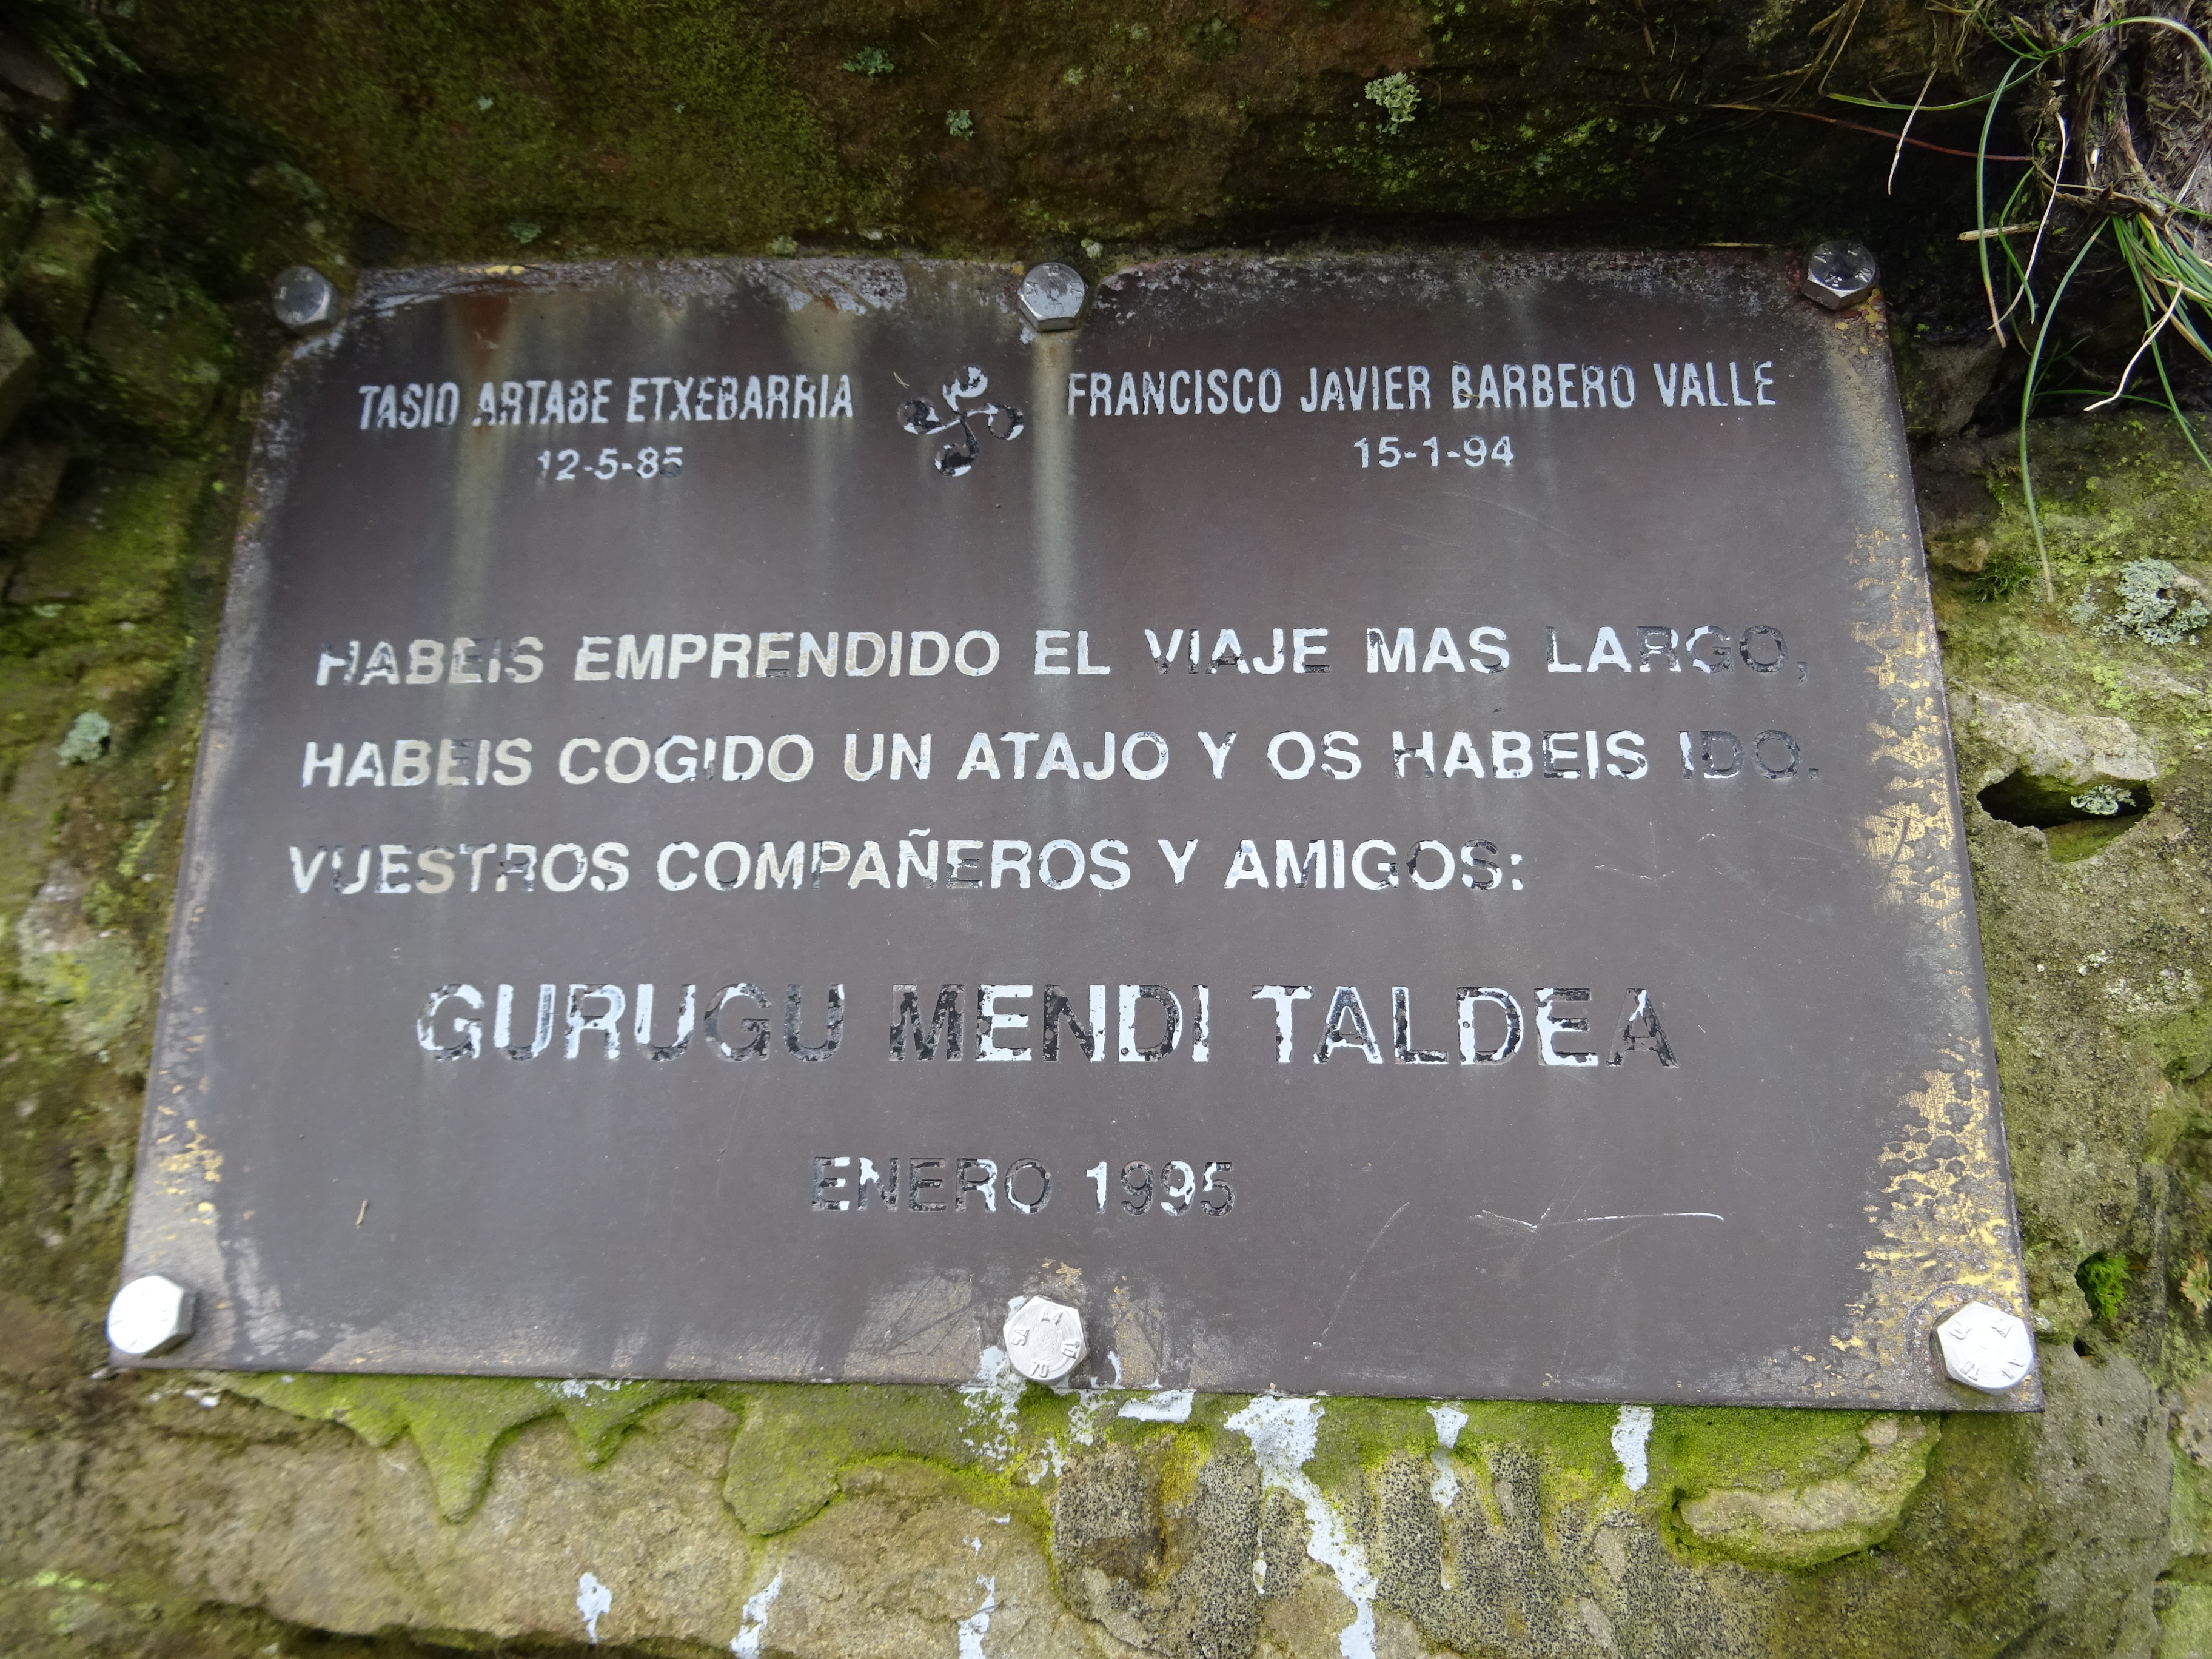 TASIO ARTABE ETXEBARRIA
12-5-85
FRANCISCO JAVIER BARBERO VALLE
15-1-94
HABEIS EMPRENDIDO EL VIAJE MAS LARGO,
HABEIS COGIDO UN ATAJO Y OS HABEIS IDO.
VUESTROS COMPAÑEROS Y AMIGOS:
GURUGU MENDI TALDEA
ENERO 1995